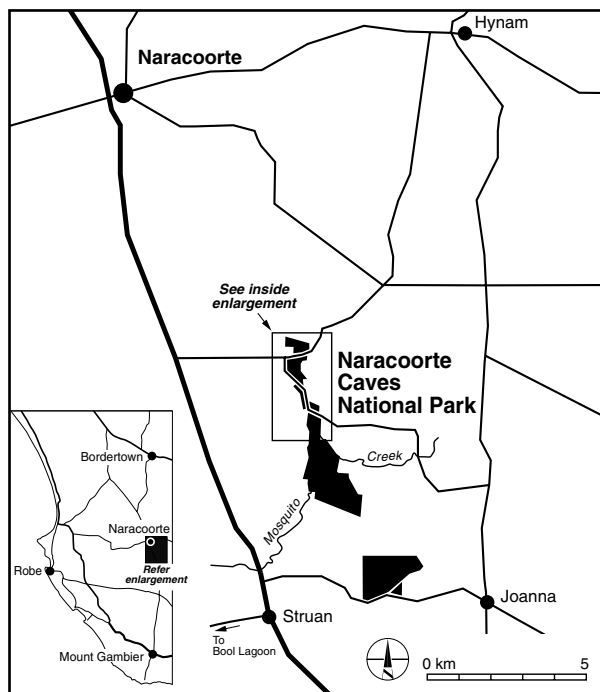 Hynam
Naracoorte
See inside
enlargement
Naracoorte
Caves
National Park
Creek
Mosquito
Bordertown
Naracoorte
Refer
enlargement
Robe
Mount Gambier
Struan
Joanna
To
Bool Lagoon
0 km 5